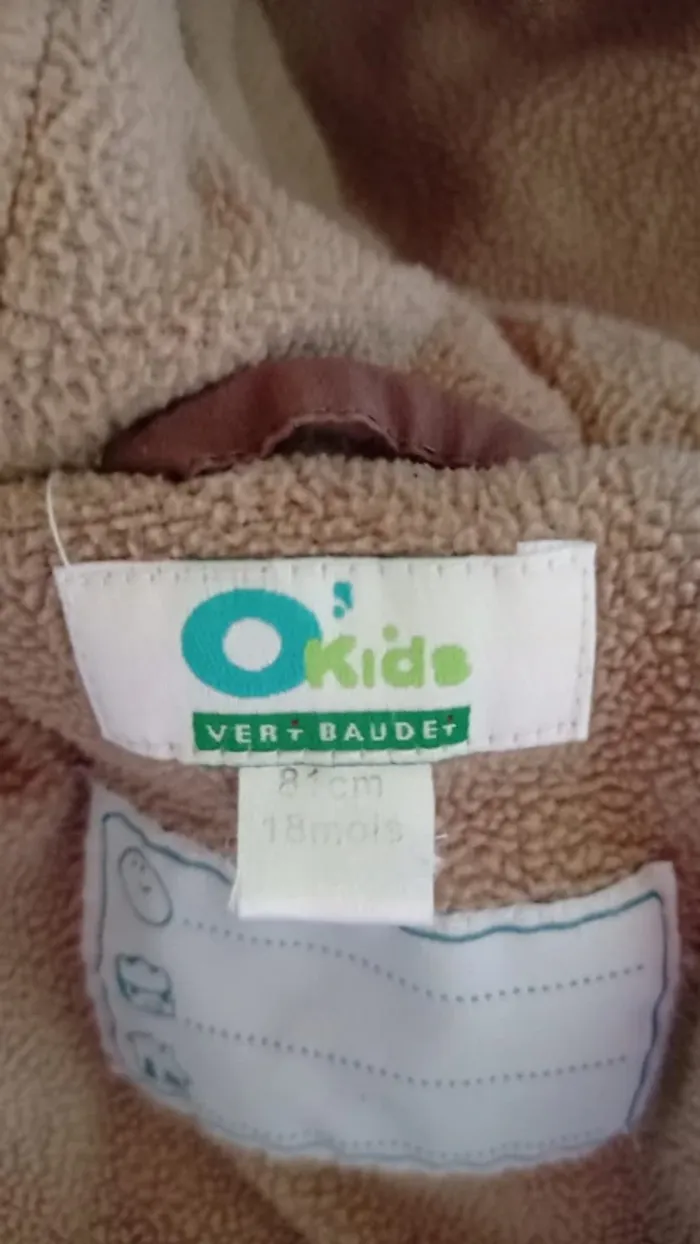 O'Kids
VERTBAUDET
81cm
18mois